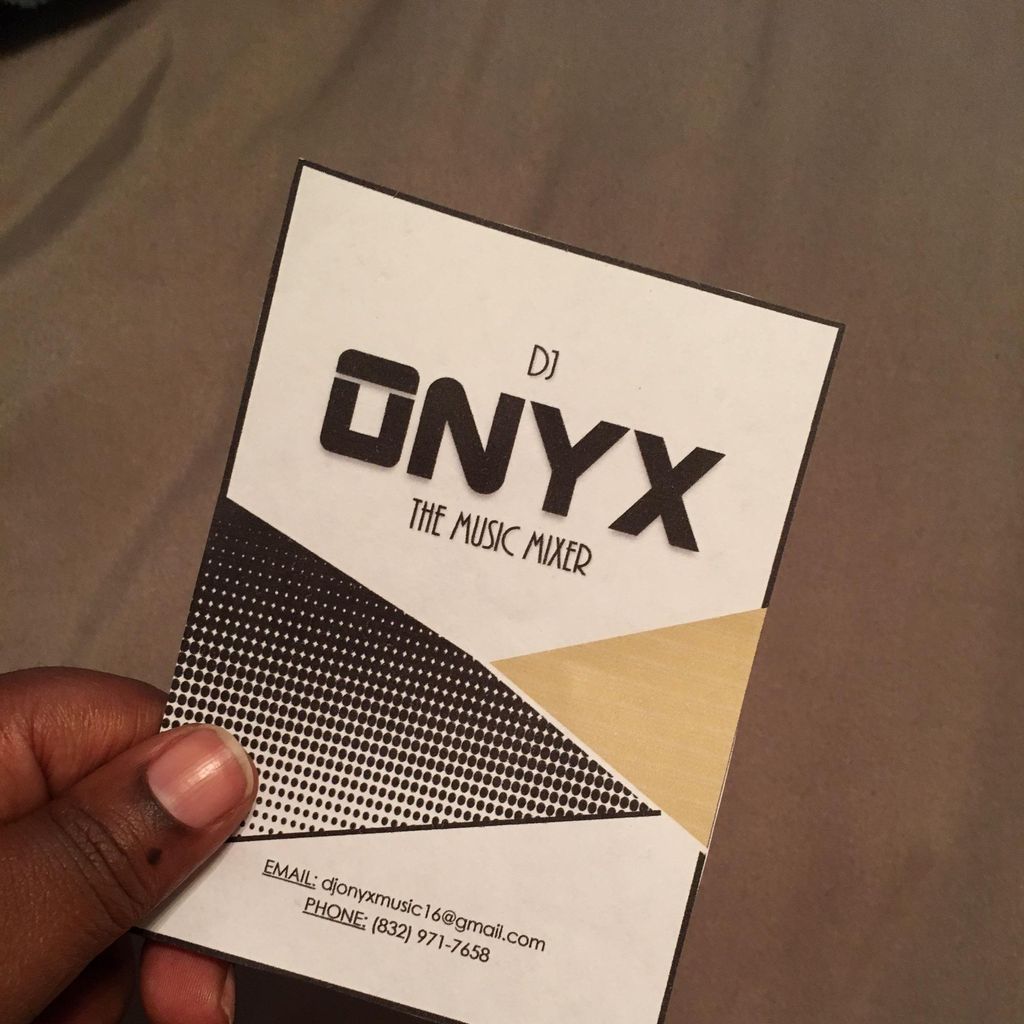 DJ
ONYX
THE MUSIC MIXER
EMAIL: djonyxmusic16@gmail.com
PHONE: (832) 971-7658